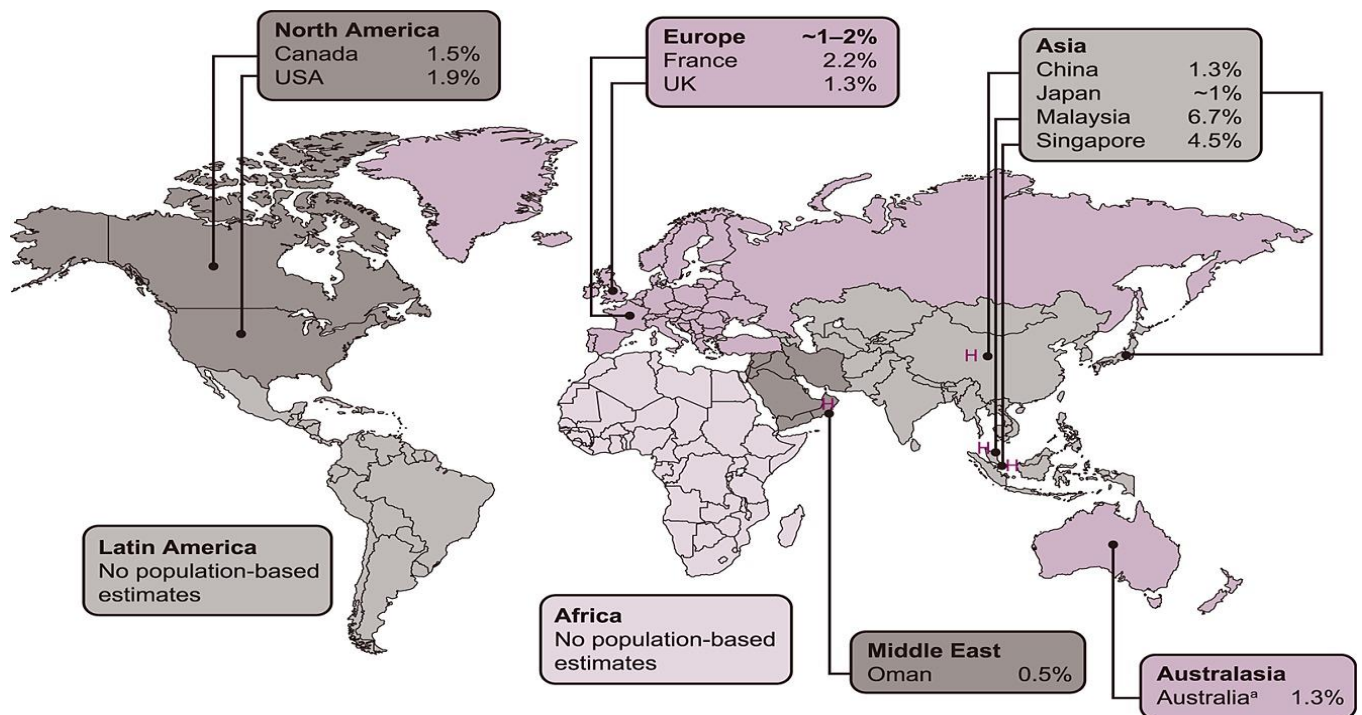 North America
Canada 1.5%
USA 1.9%
Europe ~1–2%
France 2.2%
UK 1.3%
Asia
China 1.3%
Japan ~1%
Malaysia 6.7%
Singapore 4.5%
H
H
H
H
Latin America
No population-based
estimates
Africa
No population-based
estimates
Middle East
Oman 0.5%
Australasia
Australiaᵃ 1.3%